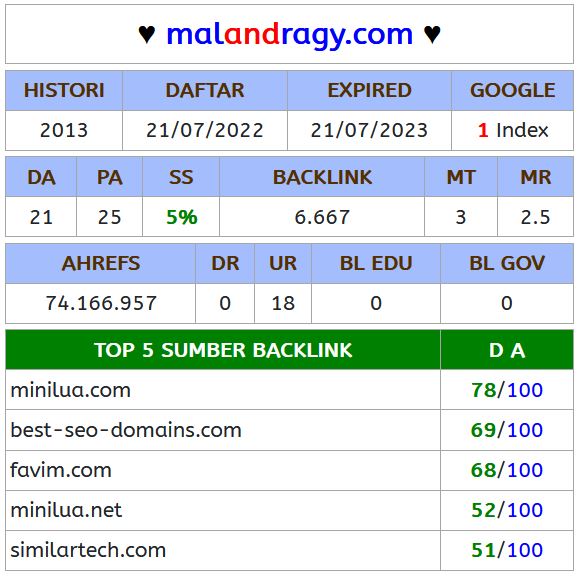 ♥ malandragy.com ♥
HISTORI DAFTAR EXPIRED GOOGLE
2013 21/07/2022 21/07/2023 1 Index
DA PA SS BACKLINK MT MR
21 25 5% 6.667 3 2.5
AHREFS DR UR BL EDU BL GOV
74.166.957 0 18 0 0
TOP 5 SUMBER BACKLINK D A
minilua.com 78/100
best-seo-domains.com 69/100
favim.com 68/100
minilua.net 52/100
similartech.com 51/100